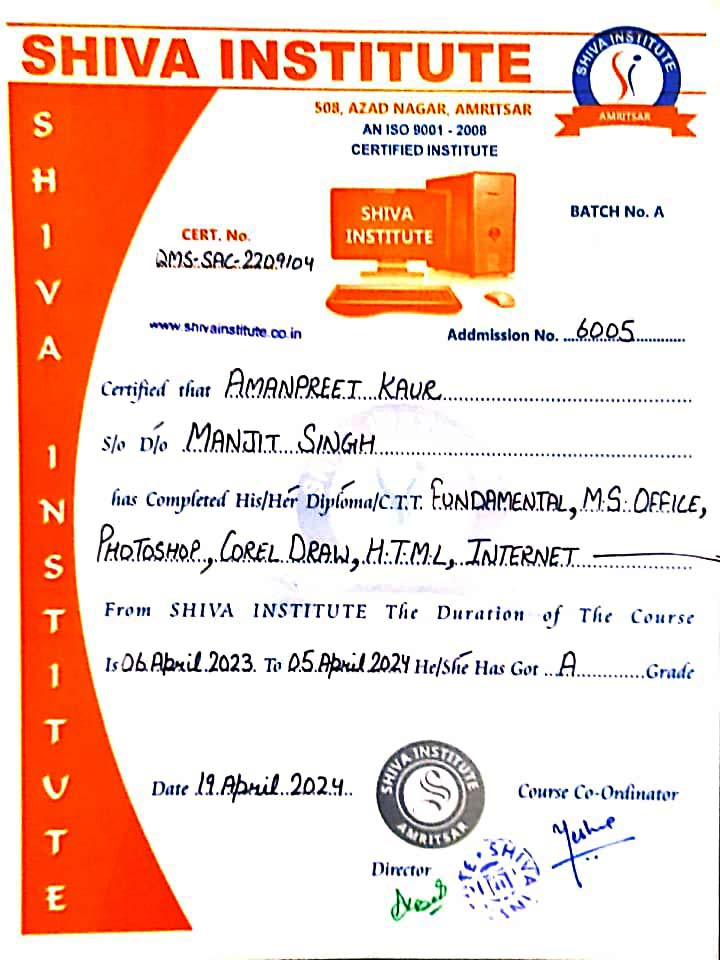 SHIVA INSTITUTE
SHIVA INSTITUTE
AMRITSAR
508, AZAD NAGAR, AMRITSAR
AN ISO 9001 - 2008
CERTIFIED INSTITUTE
SHIVA INSTITUTE
SHIVA
INSTITUTE
BATCH No. A
CERT. No.
QMS-SAC-2209104
www.shivainstitute.co.in
Addmission No. 6005
Certified that AMANPREET KAUR
S/o D/o MANJIT SINGH
has Completed His/Her Diploma/C.T.T. FUNDAMENTAL, M.S. OFFICE,
PHOTOSHOP, COREL DRAW, H.T.M.L, INTERNET
From SHIVA INSTITUTE The Duration of The Course
Is 06 April 2023 To 05 April 2024 He/She Has Got A Grade
Date 19 April 2024
SHIVA INSTITUTE
AMRITSAR
Course Co-Ordinator
Director
SHIVA